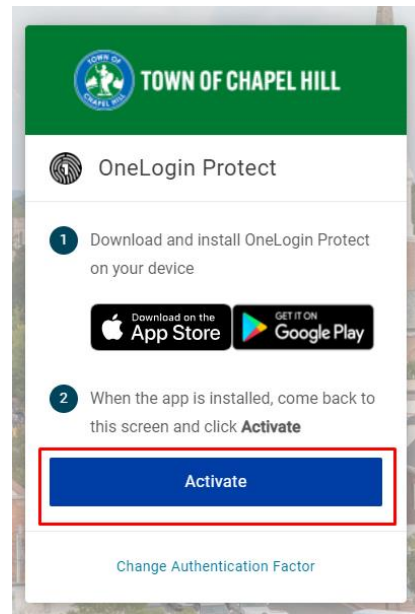 TOWN OF
CHAPEL HILL
TOWN OF CHAPEL HILL
OneLogin Protect
1 Download and install OneLogin Protect
on your device
Download on the
App Store
GET IT ON
Google Play
2 When the app is installed, come back to
this screen and click Activate
Activate
Change Authentication Factor